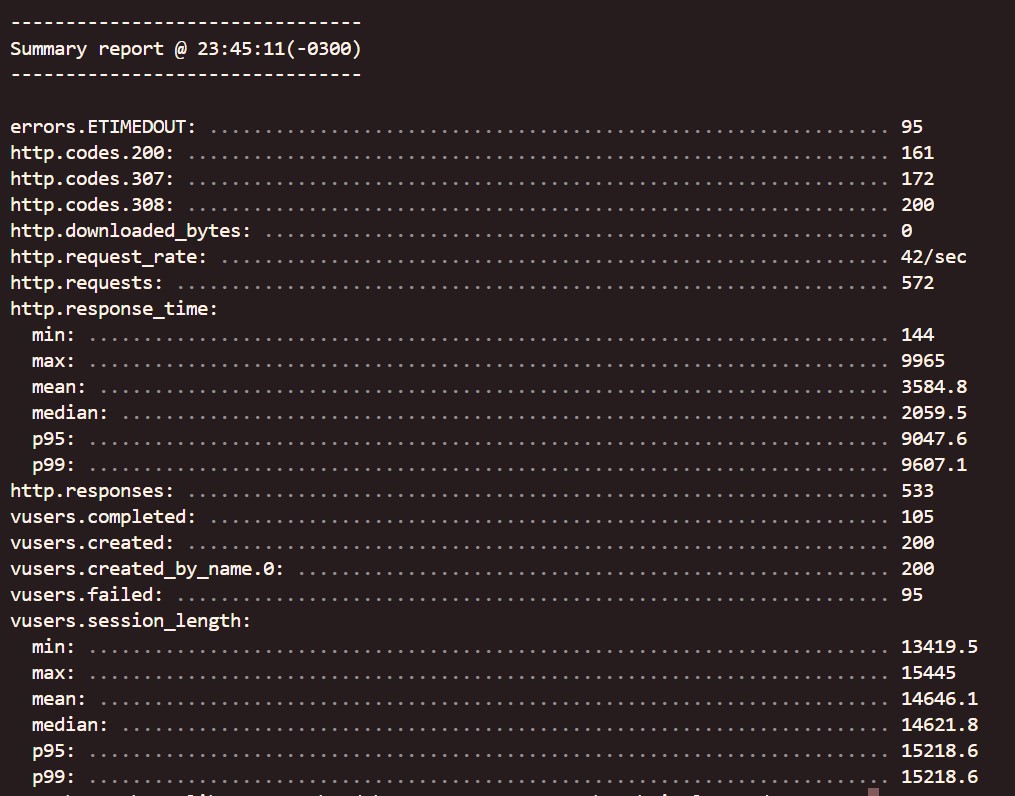 --------------------------------
Summary report @ 23:45:11(-0300)
--------------------------------
errors.ETIMEDOUT: .............................................................. 95
http.codes.200: ................................................................ 161
http.codes.307: ................................................................ 172
http.codes.308: ................................................................ 200
http.downloaded_bytes: ......................................................... 0
http.request_rate: ............................................................. 42/sec
http.requests: ................................................................. 572
http.response_time:
  min: ......................................................................... 144
  max: ......................................................................... 9965
  mean: ........................................................................ 3584.8
  median: ...................................................................... 2059.5
  p95: ......................................................................... 9047.6
  p99: ......................................................................... 9607.1
http.responses: ................................................................ 533
vusers.completed: .............................................................. 105
vusers.created: ................................................................ 200
vusers.created_by_name.0: ...................................................... 200
vusers.failed: ................................................................. 95
vusers.session_length:
  min: ......................................................................... 13419.5
  max: ......................................................................... 15445
  mean: ........................................................................ 14646.1
  median: ...................................................................... 14621.8
  p95: ......................................................................... 15218.6
  p99: ......................................................................... 15218.6